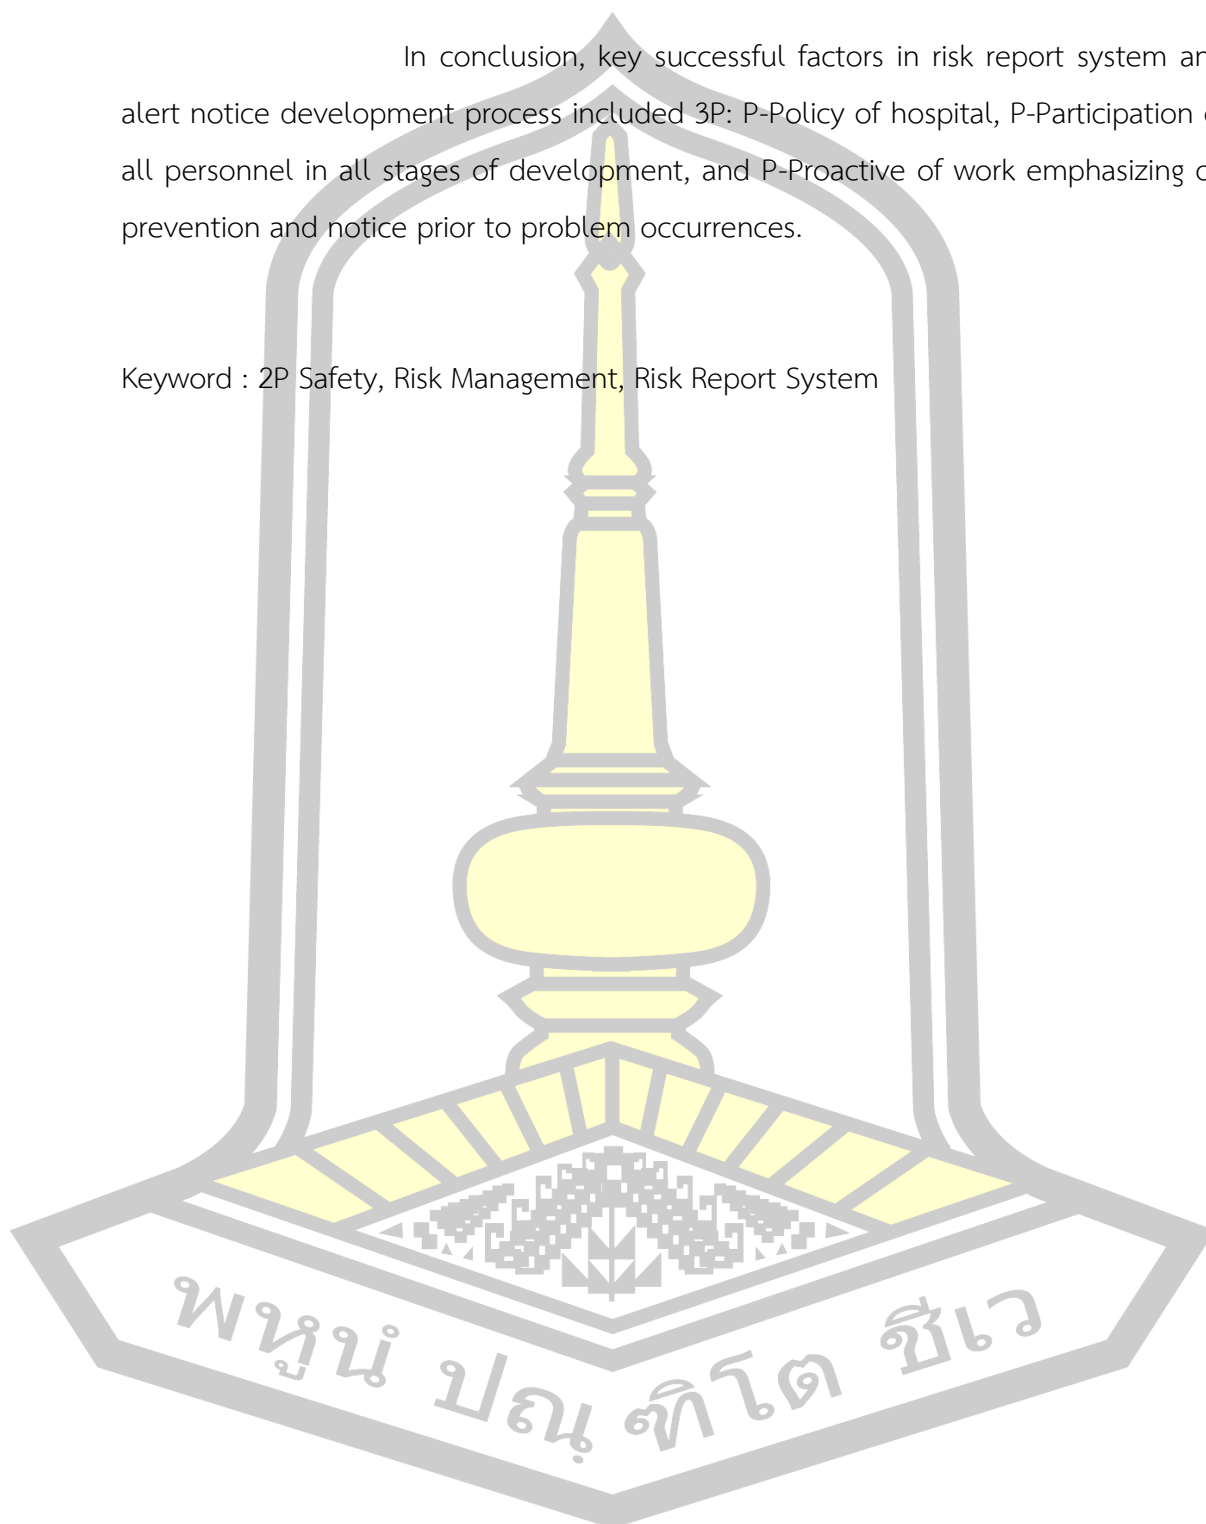 In conclusion, key successful factors in risk report system
alert notice development process included 3P: P-Policy of hospital, P-Participation
all personnel in all stages of development, and P-Proactive of work emphasizing
prevention and notice prior to problem occurrences.
Keyword : 2P Safety, Risk Management, Risk Report System
พหูนํ ปณฺฑิโต ชีเว